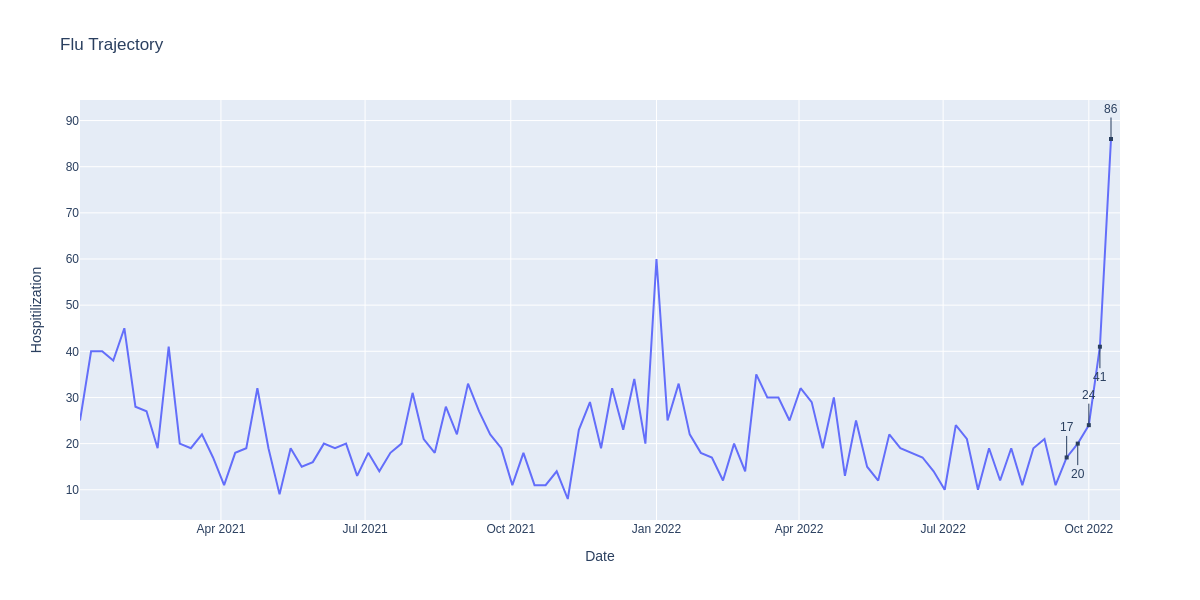 Flu Trajectory
Hospitilization
90
80
70
60
50
40
30
20
10
17
20
24
41
86
Apr 2021
Jul 2021
Oct 2021
Jan 2022
Apr 2022
Jul 2022
Oct 2022
Date